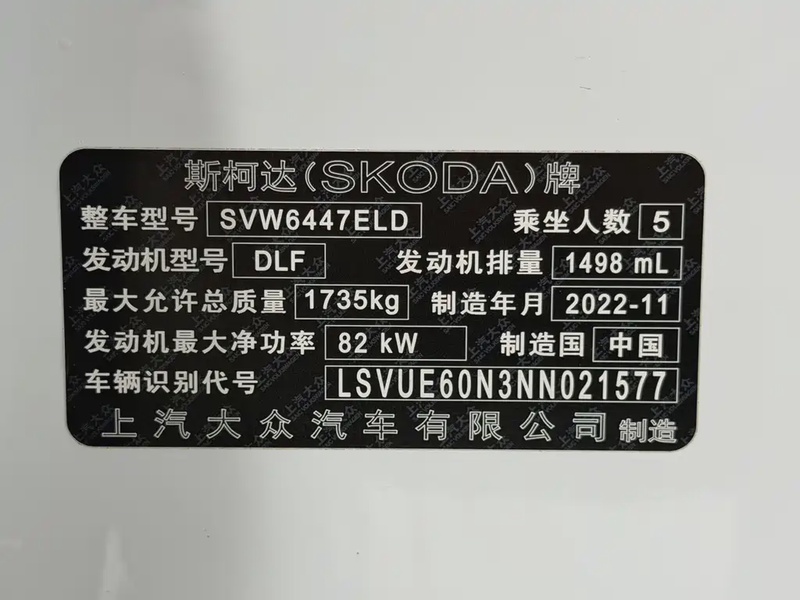 斯柯达(SKODA)牌
整车型号 SVW6447ELD 乘坐人数 5
发动机型号 DLF 发动机排量 1498 mL
最大允许总质量 1735kg 制造年月 2022-11
发动机最大净功率 82 kW 制造国 中国
车辆识别代号 LSVUE60N3NN021577
上汽大众汽车有限公司 制造